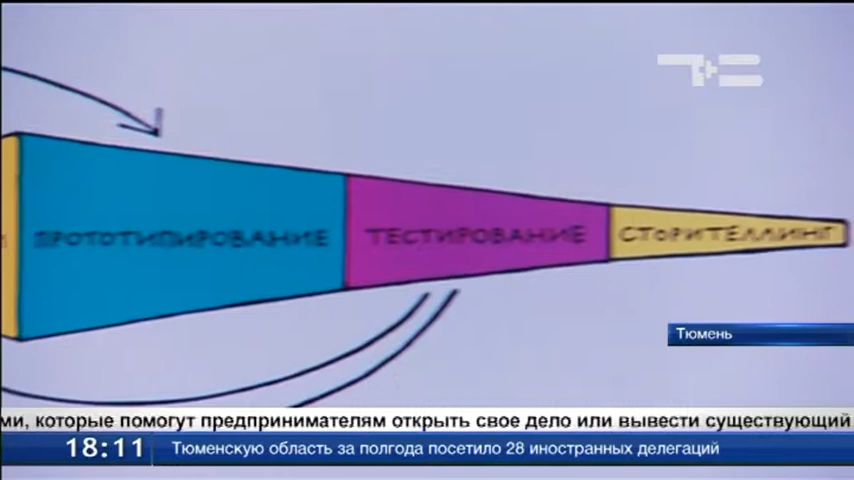 ПРОТОТИПИРОВАНИЕ ТЕСТИРОВАНИЕ СТОРИТЕЛЛИНГ
Тюмень
ми, которые помогут предпринимателям открыть свое дело или вывести существующий
18:11 Тюменскую область за полгода посетило 28 иностранных делегаций